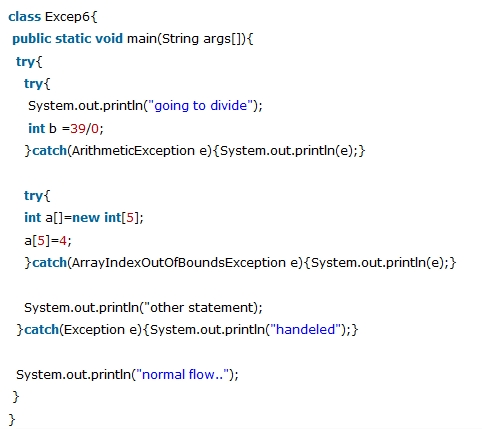 class Excep6{
public static void main(String args[]){
try{
try{
System.out.println("going to divide");
int b =39/0;
}catch(ArithmeticException e){System.out.println(e);}
try{
int a[]=new int[5];
a[5]=4;
}catch(ArrayIndexOutOfBoundsException e){System.out.println(e);}
System.out.println("other statement);
}catch(Exception e){System.out.println("handeled");}
System.out.println("normal flow..");
}
}